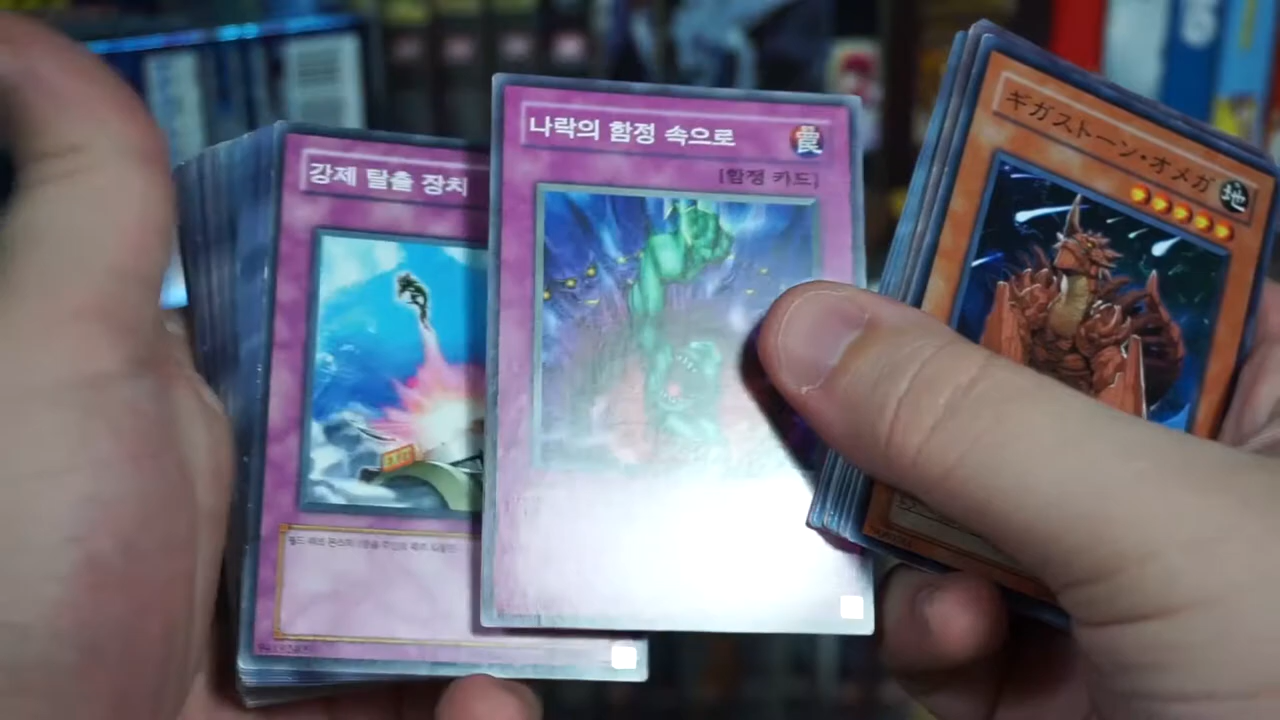 강제 탈출 장치
나락의 함정 속으로
罠
[함정 카드]
ギガストーン・オメガ
地
EXIT